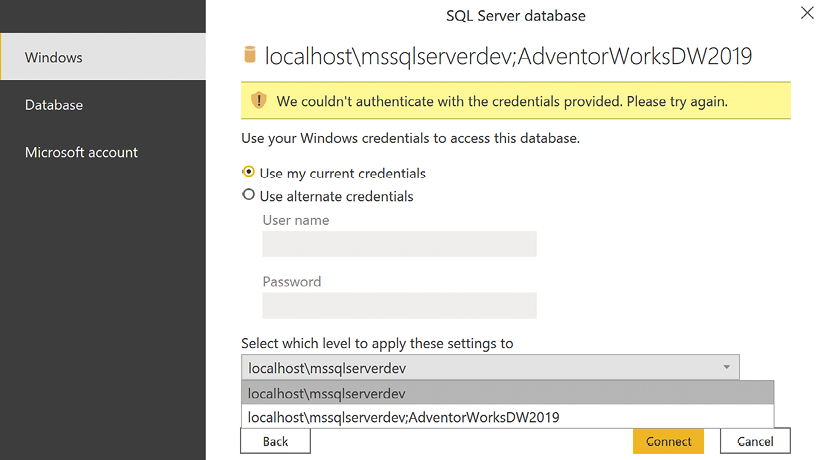 SQL Server database
Windows
Database
Microsoft account
localhost\mssqlserverdev;AdventorWorksDW2019
We couldn't authenticate with the credentials provided. Please try again.
Use your Windows credentials to access this database.
Use my current credentials
Use alternate credentials
User name
Password
Select which level to apply these settings to
localhost\mssqlserverdev
localhost\mssqlserverdev
localhost\mssqlserverdev;AdventorWorksDW2019
Back
Connect
Cancel